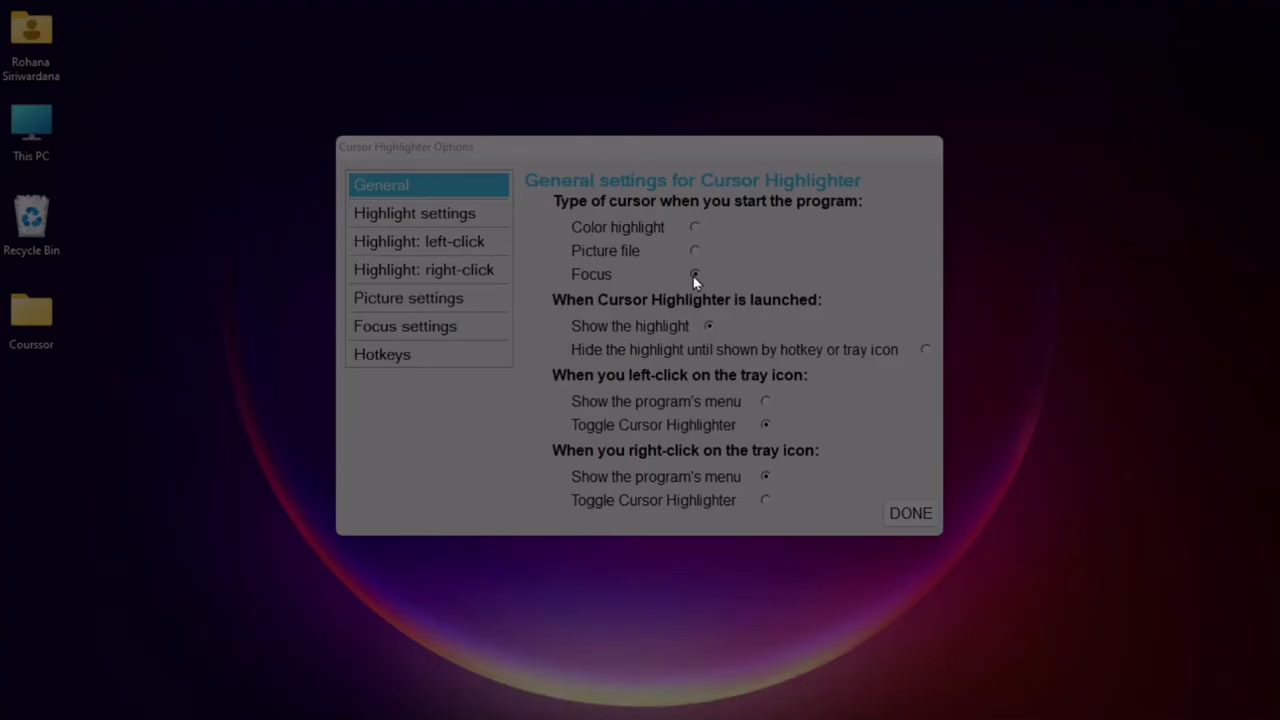 Rohana
Siriwardana
This PC
Recycle Bin
Courssor
Cursor Highlighter Options
General
Highlight settings
Highlight: left-click
Highlight: right-click
Picture settings
Focus settings
Hotkeys
General settings for Cursor Highlighter
Type of cursor when you start the program:
Color highlight
Picture file
Focus
When Cursor Highlighter is launched:
Show the highlight
Hide the highlight until shown by hotkey or tray icon
When you left-click on the tray icon:
Show the program's menu
Toggle Cursor Highlighter
When you right-click on the tray icon:
Show the program's menu
Toggle Cursor Highlighter
DONE